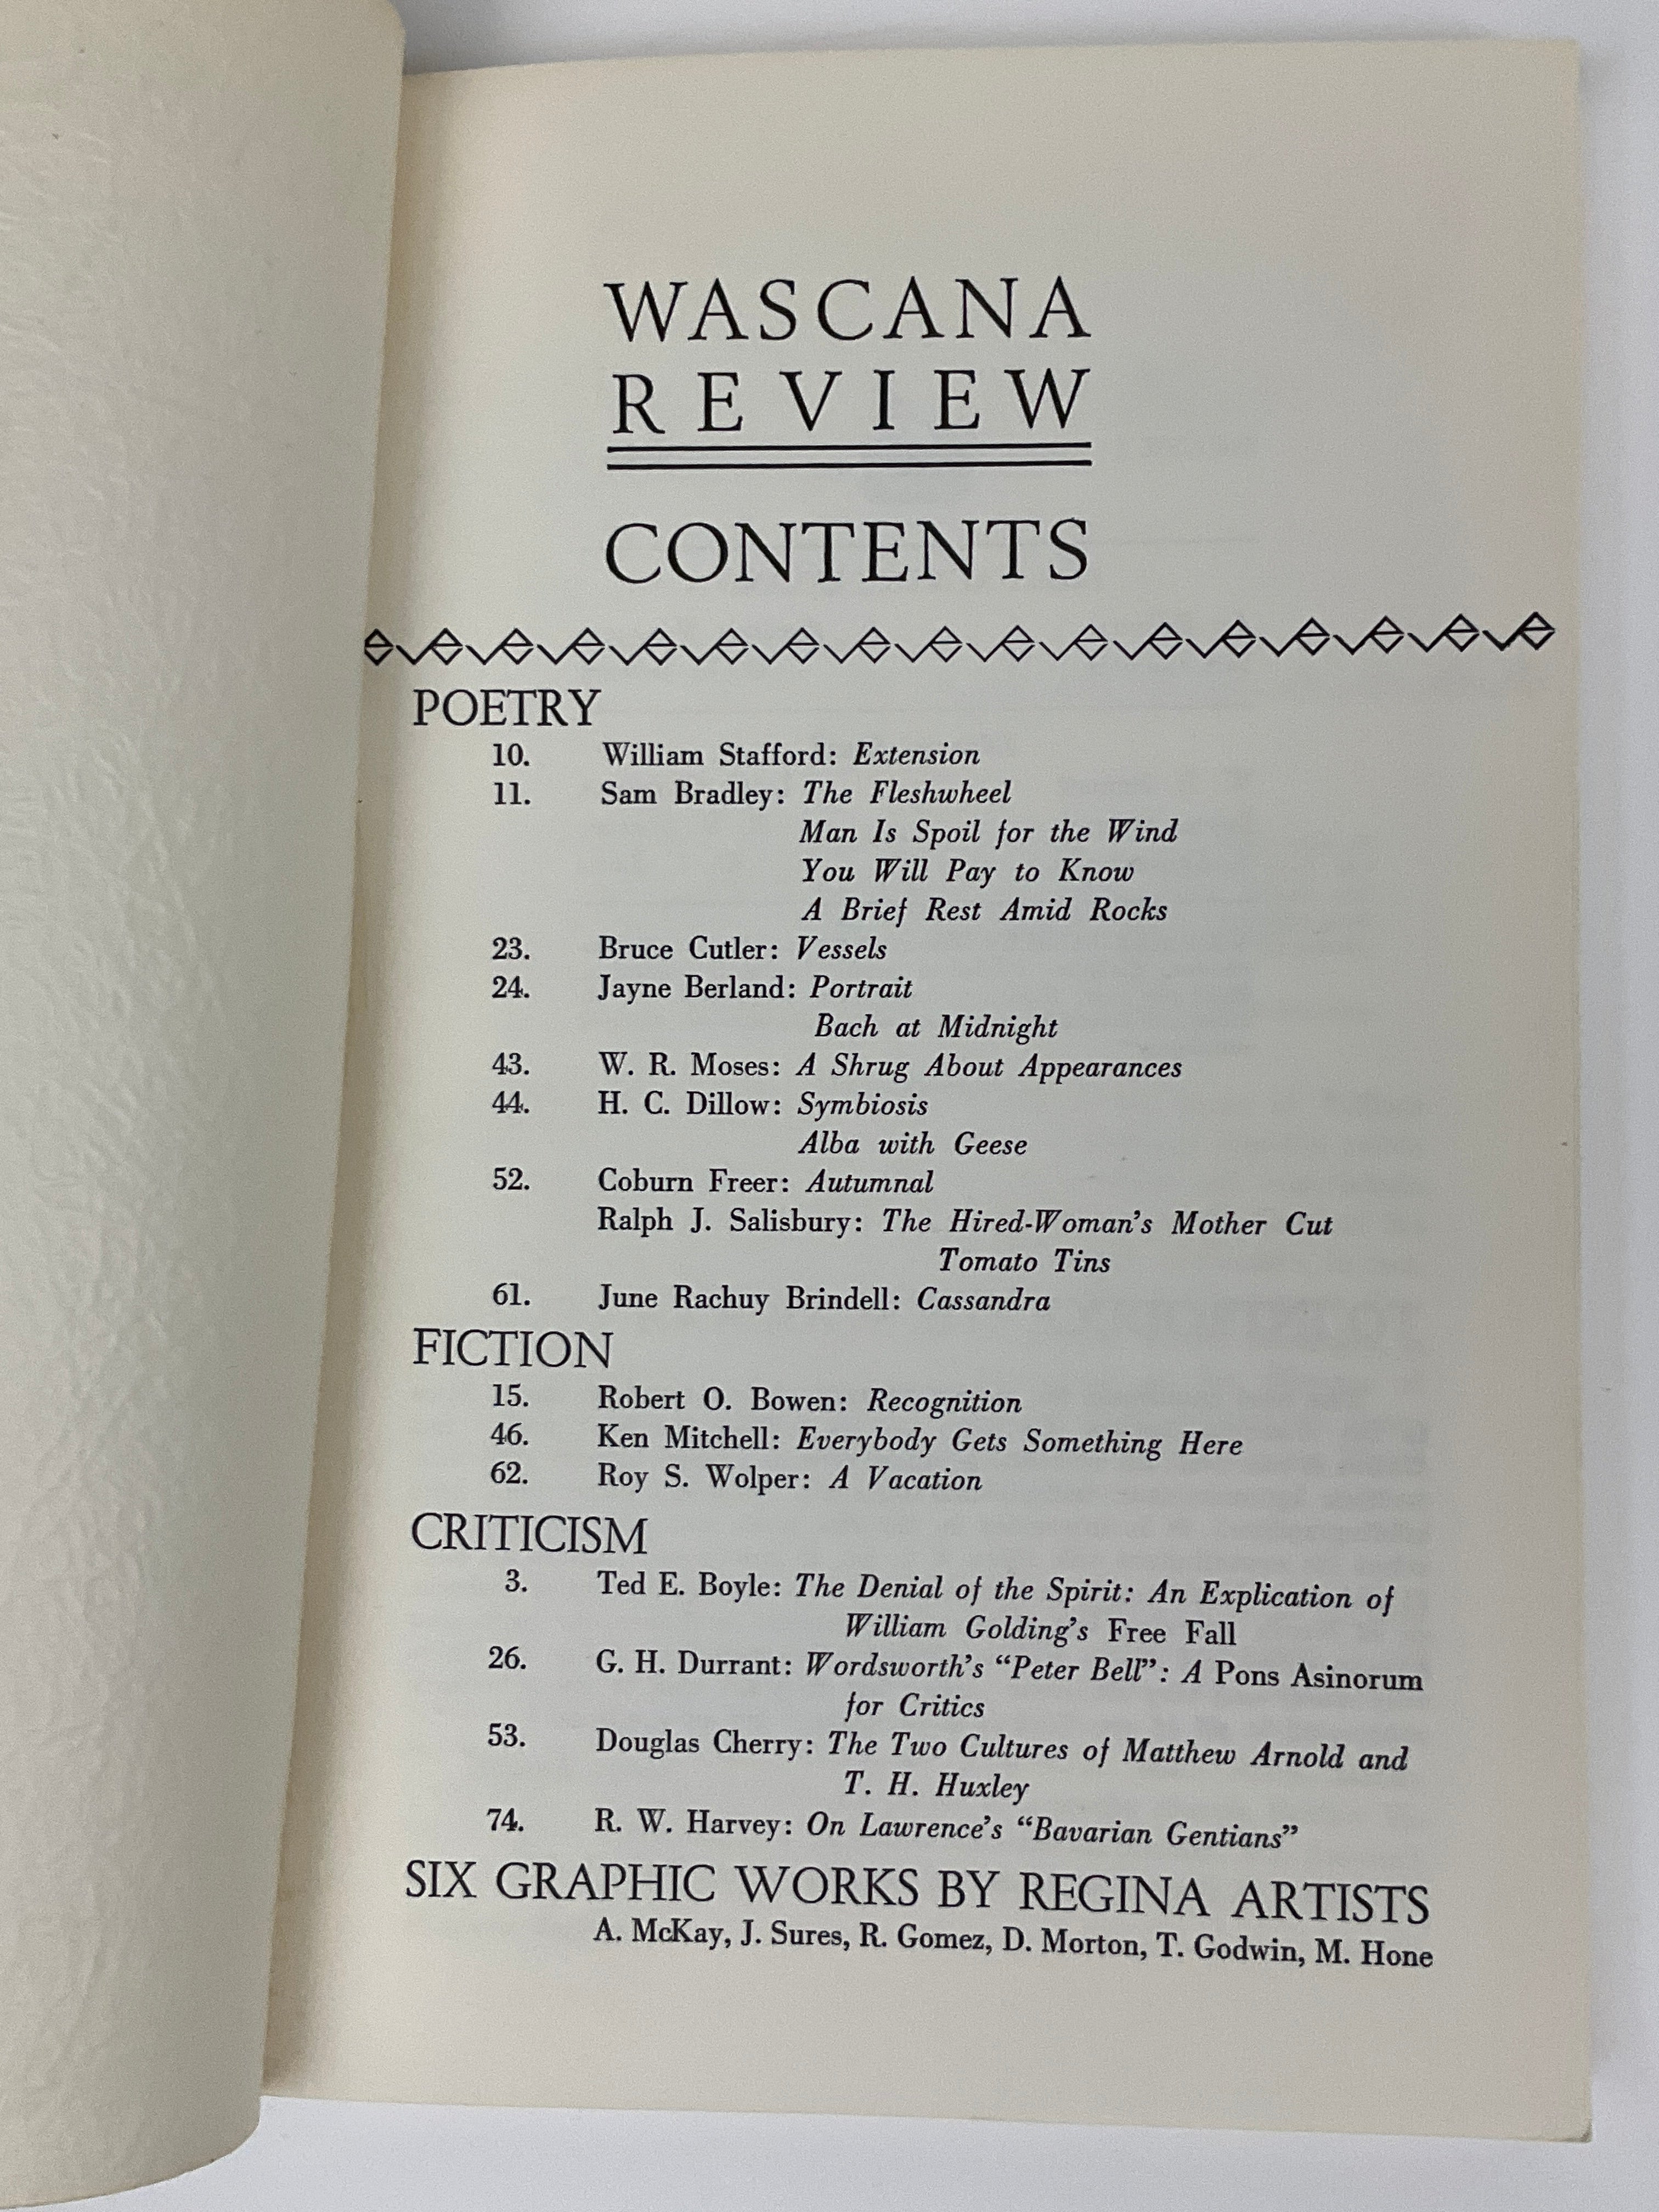 WASCANA
REVIEW
CONTENTS
POETRY
10. William Stafford: Extension
11. Sam Bradley: The Fleshwheel
Man Is Spoil for the Wind
You Will Pay to Know
A Brief Rest Amid Rocks
23. Bruce Cutler: Vessels
24. Jayne Berland: Portrait
Bach at Midnight
43. W. R. Moses: A Shrug About Appearances
44. H. C. Dillow: Symbiosis
Alba with Geese
52. Coburn Freer: Autumnal
Ralph J. Salisbury: The Hired-Woman's Mother Cut
Tomato Tins
61. June Rachuy Brindell: Cassandra
FICTION
15. Robert O. Bowen: Recognition
46. Ken Mitchell: Everybody Gets Something Here
62. Roy S. Wolper: A Vacation
CRITICISM
3. Ted E. Boyle: The Denial of the Spirit: An Explication of
William Golding's Free Fall
26. G. H. Durrant: Wordsworth's “Peter Bell”: A Pons Asinorum
for Critics
53. Douglas Cherry: The Two Cultures of Matthew Arnold and
T. H. Huxley
74. R. W. Harvey: On Lawrence's “Bavarian Gentians”
SIX GRAPHIC WORKS BY REGINA ARTISTS
A. McKay, J. Sures, R. Gomez, D. Morton, T. Godwin, M. Hone